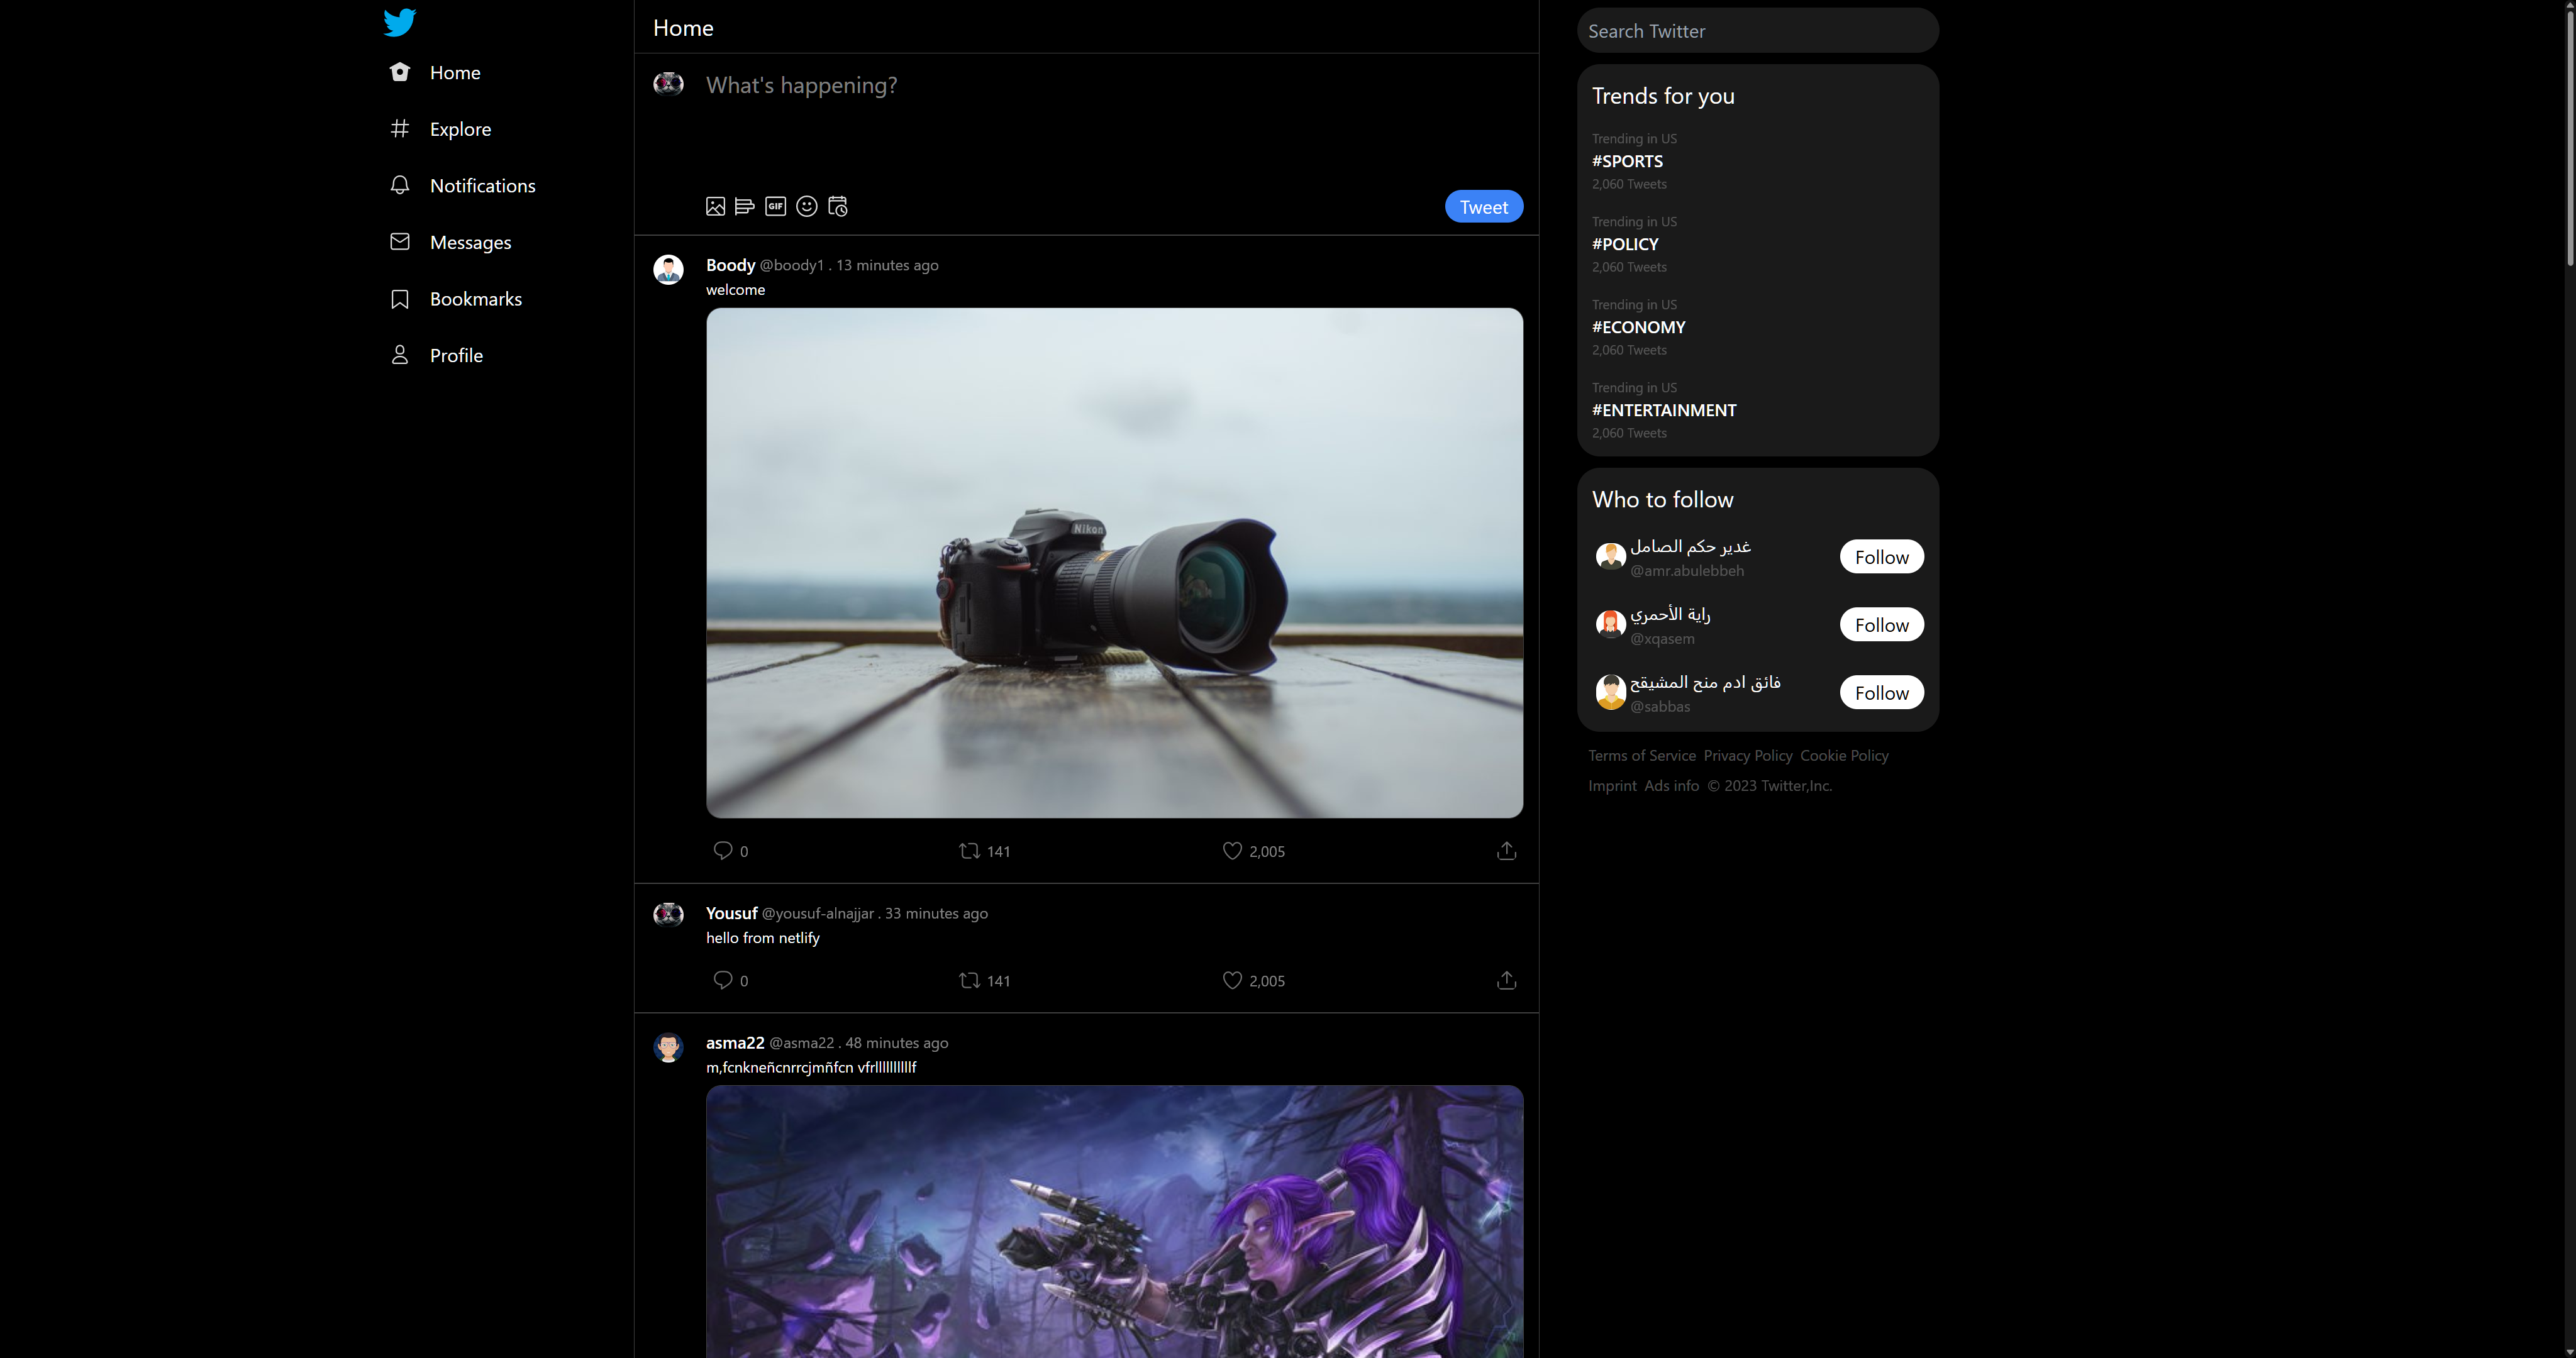 Home
Explore
Notifications
Messages
Bookmarks
Profile
Home
What's happening?
GIF
Tweet
Boody @boody1 . 13 minutes ago
welcome
Nikon
0
141
2,005
Yousuf @yousuf-alnajjar . 33 minutes ago
hello from netlify
0
141
2,005
asma22 @asma22 . 48 minutes ago
m,fcnkneñcnrrcjmñfcn vfrllllllllllf
Search Twitter
Trends for you
Trending in US
#SPORTS
2,060 Tweets
Trending in US
#POLICY
2,060 Tweets
Trending in US
#ECONOMY
2,060 Tweets
Trending in US
#ENTERTAINMENT
2,060 Tweets
Who to follow
غدير حكم الصامل
@amr.abulebbeh
Follow
راية الأحمري
@xqasem
Follow
فائق ادم منح المشيقح
@sabbas
Follow
Terms of Service Privacy Policy Cookie Policy
Imprint Ads info © 2023 Twitter,Inc.